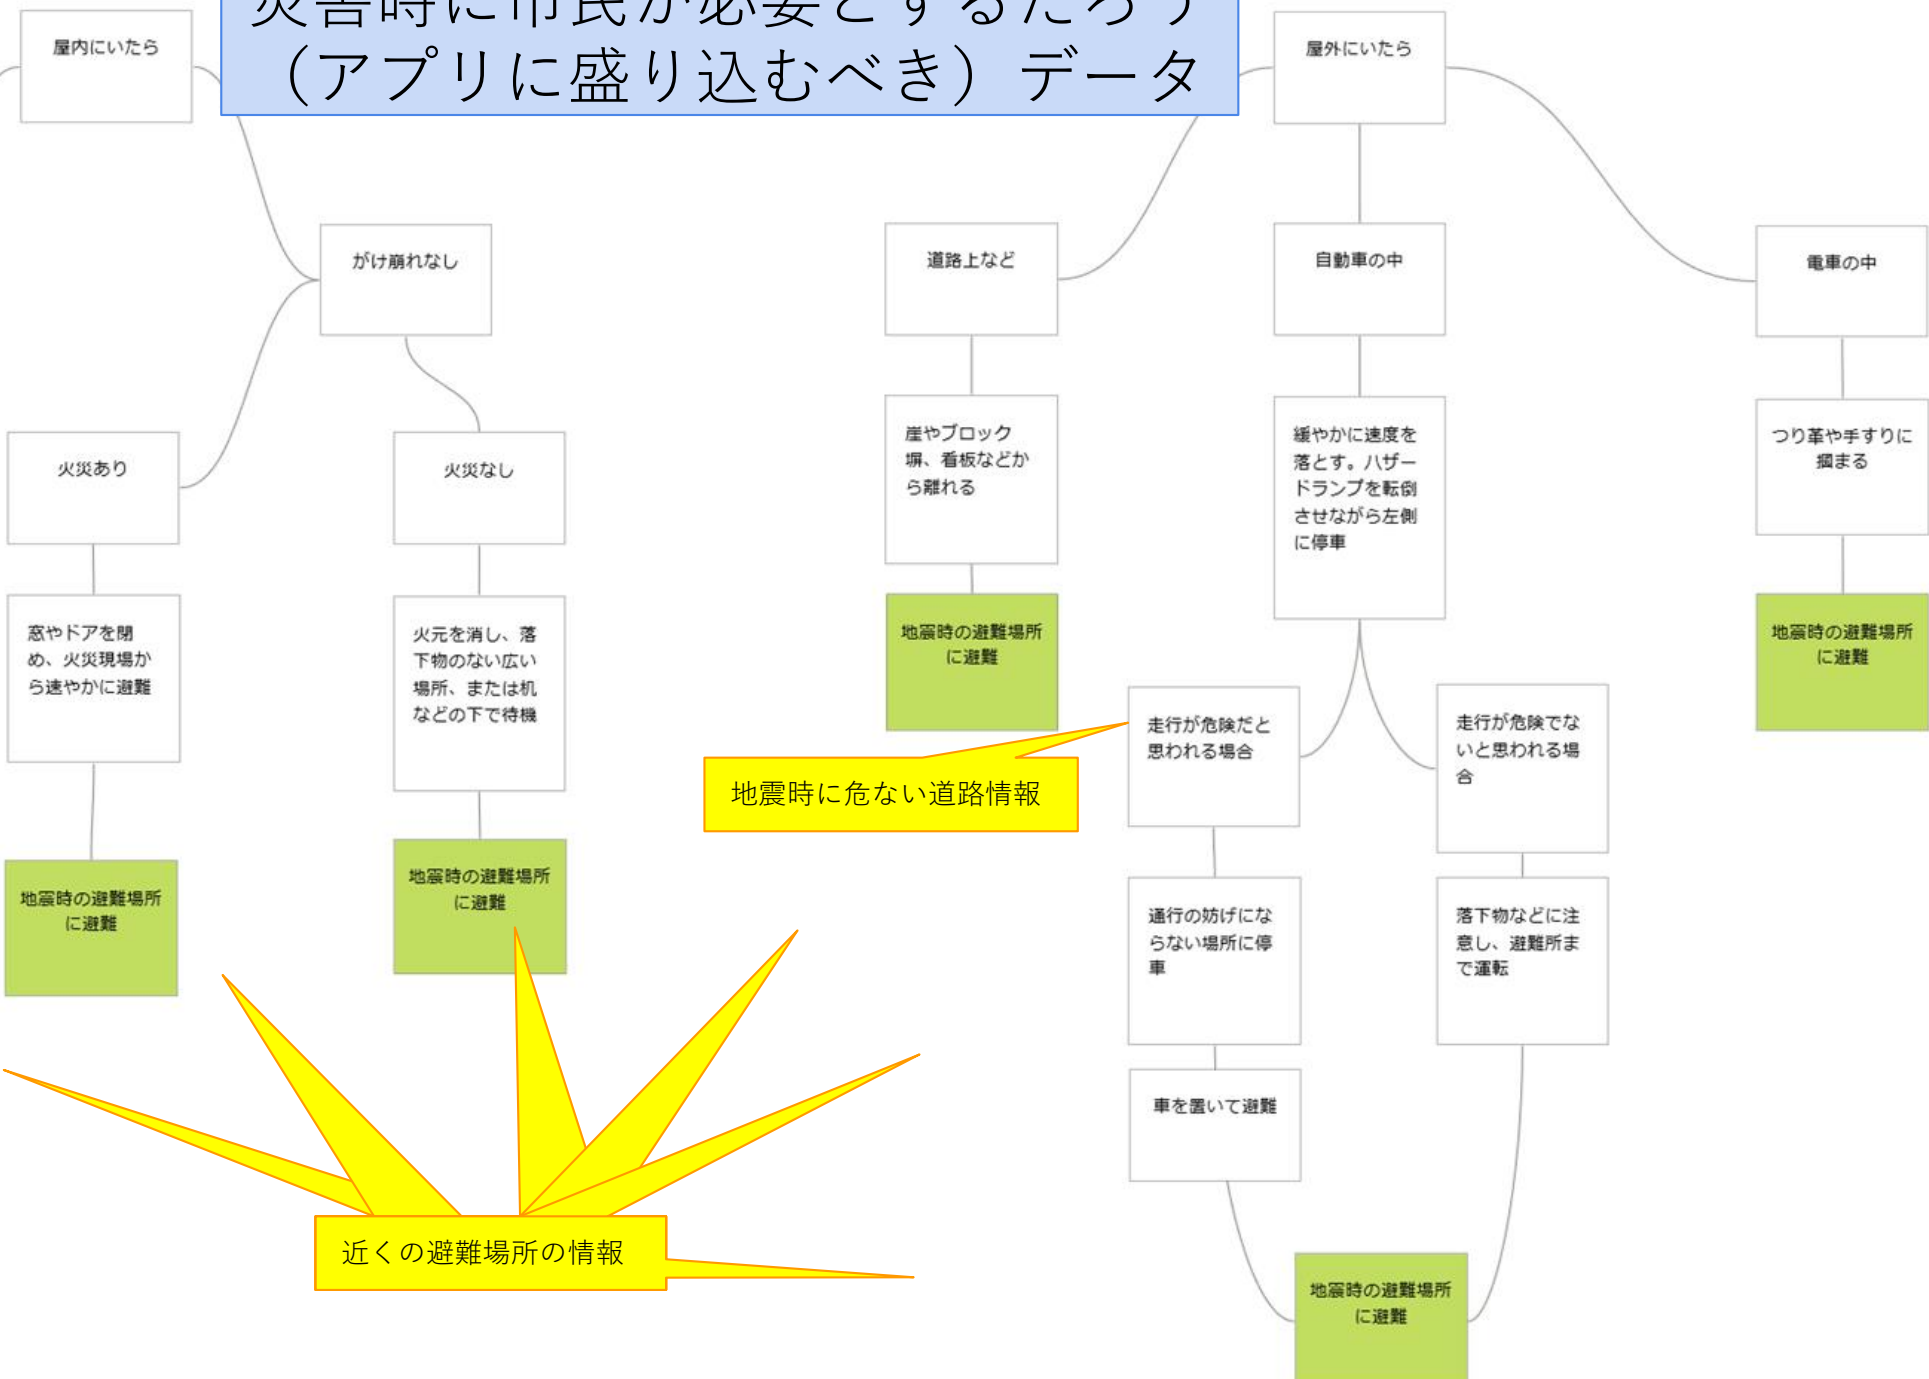 災害時に市民が必要とするだろう
（アプリに盛り込むべき）データ
屋内にいたら
屋外にいたら
がけ崩れなし
道路上など
自動車の中
電車の中
火災あり
火災なし
崖やブロック
塀、看板などか
ら離れる
緩やかに速度を
落とす。ハザー
ドランプを転倒
させながら左側
に停車
つり革や手すりに
掴まる
窓やドアを閉
め、火災現場か
ら速やかに避難
火元を消し、落
下物のない広い
場所、または机
などの下で待機
地震時の避難場所
に避難
地震時の避難場所
に避難
走行が危険だと
思われる場合
走行が危険でな
いと思われる場
合
地震時に危ない道路情報
地震時の避難場所
に避難
地震時の避難場所
に避難
通行の妨げにな
らない場所に停
車
落下物などに注
意し、避難所ま
で運転
車を置いて避難
近くの避難場所の情報
地震時の避難場所
に避難